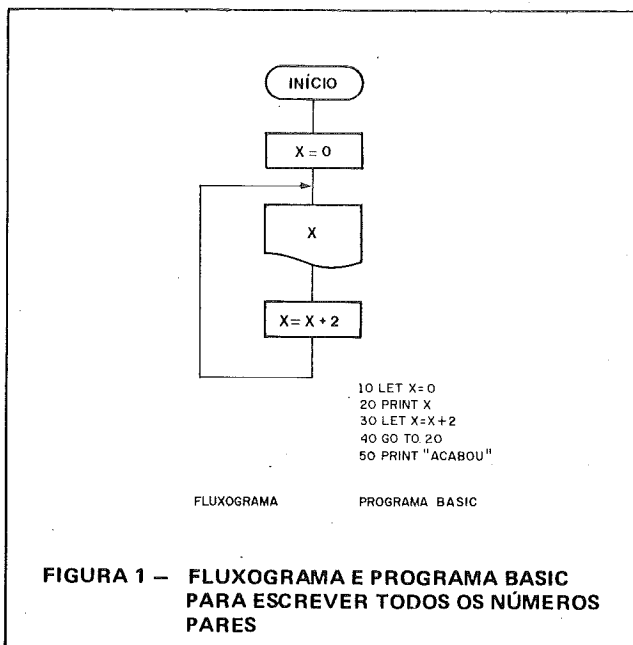 INÍCIO
X = 0
X
X = X + 2
10 LET X=0
20 PRINT X
30 LET X=X+2
40 GO TO 20
50 PRINT "ACABOU"
FLUXOGRAMA PROGRAMA BASIC
FIGURA 1 — FLUXOGRAMA E PROGRAMA BASIC
PARA ESCREVER TODOS OS NÚMEROS
PARES